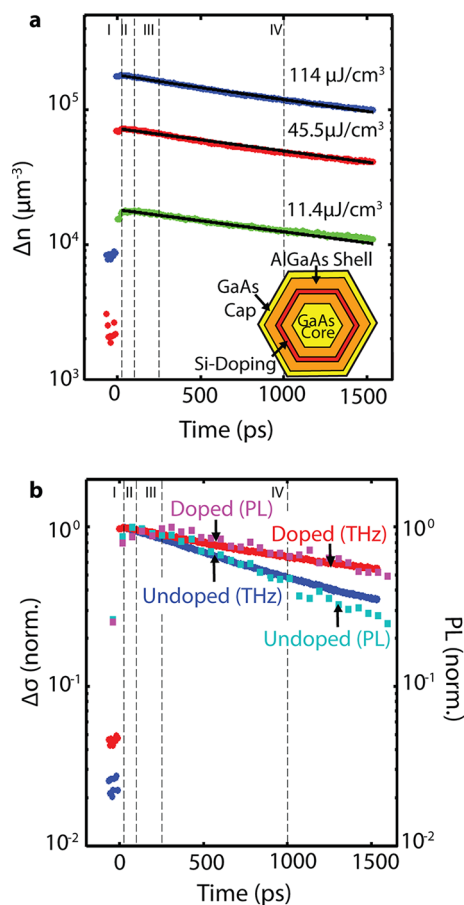 a
I II III IV
10⁵
10⁴
10³
Δn (μm⁻³)
114 μJ/cm³
45.5μJ/cm³
11.4μJ/cm³
AlGaAs Shell
GaAs
Cap
GaAs
Core
Si-Doping
0 500 1000 1500
Time (ps)
b
I II III IV
10⁰
10⁻¹
10⁻²
Δσ (norm.)
Doped (PL)
Doped (THz)
Undoped (THz)
Undoped (PL)
10⁰
10⁻¹
10⁻²
PL (norm.)
0 500 1000 1500
Time (ps)